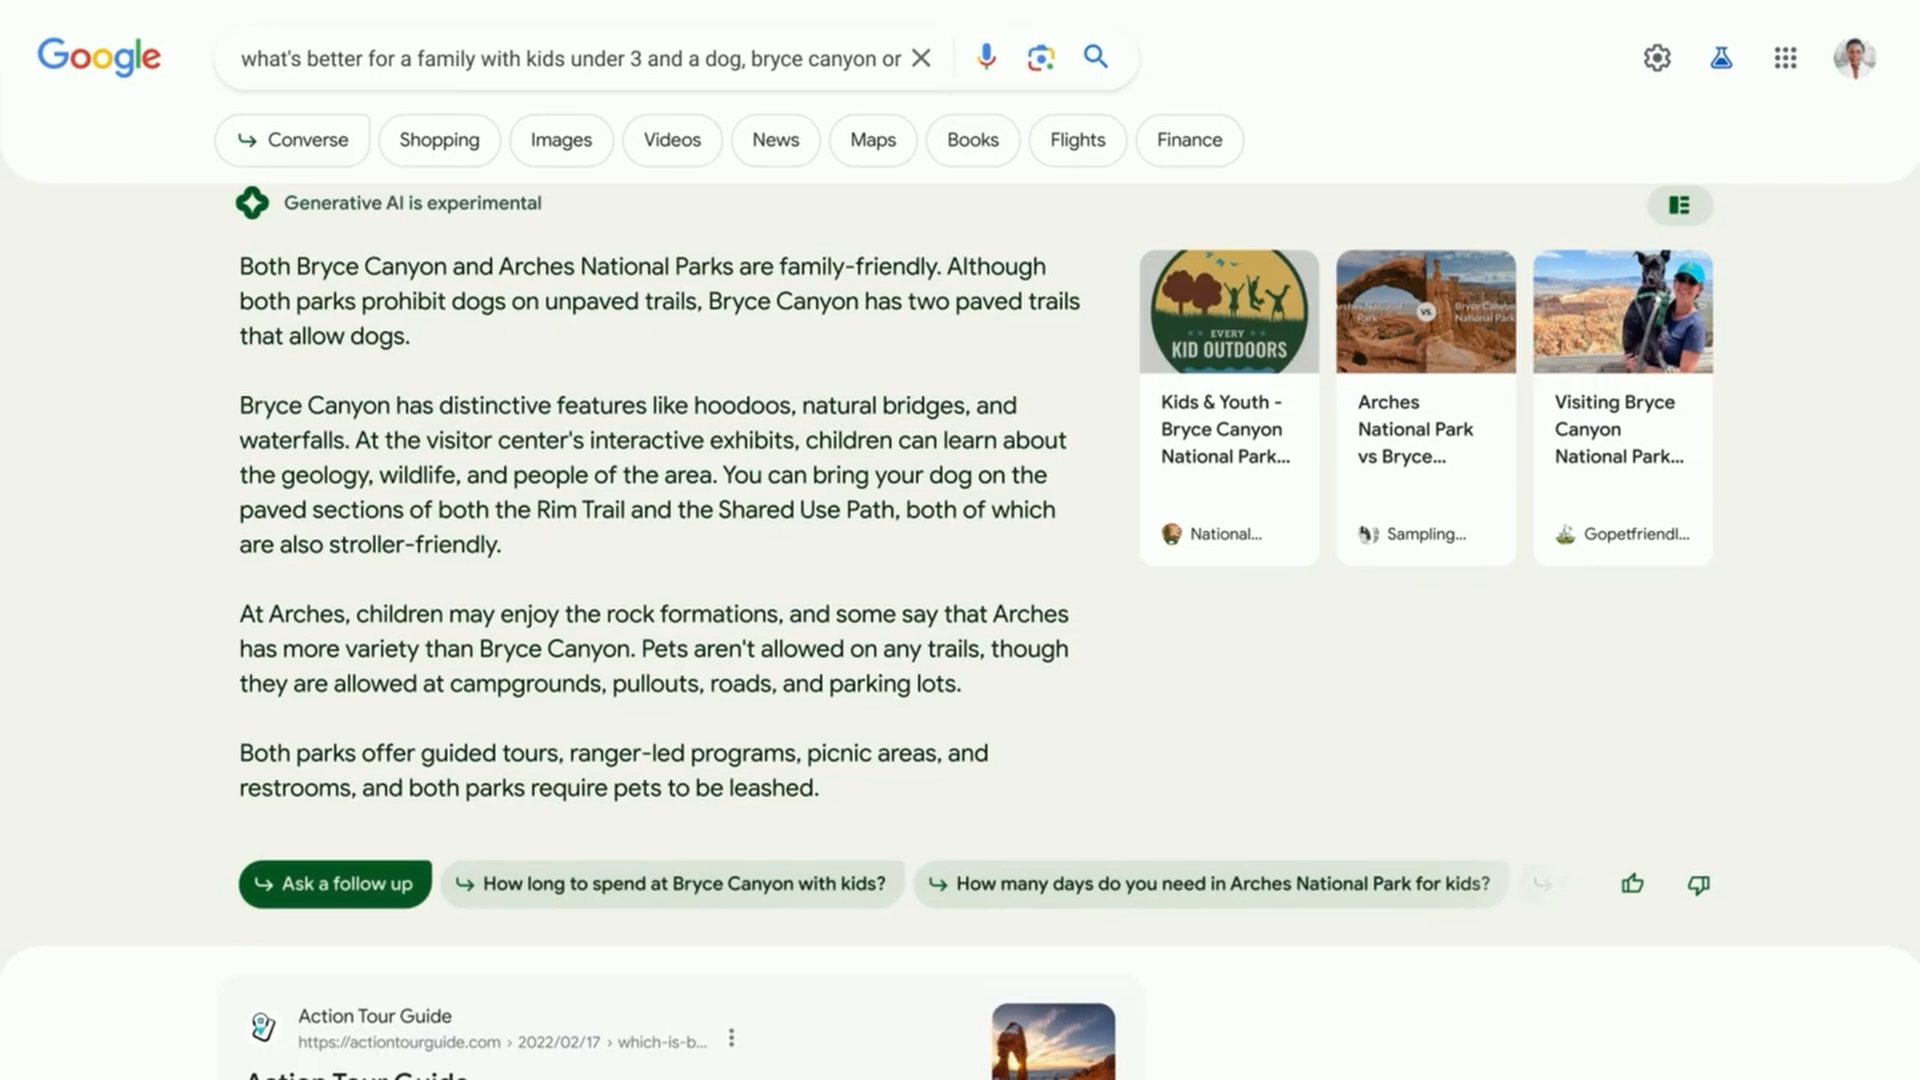 Google
what's better for a family with kids under 3 and a dog, bryce canyon or
Converse
Shopping
Images
Videos
News
Maps
Books
Flights
Finance
Generative AI is experimental
Both Bryce Canyon and Arches National Parks are family-friendly. Although
both parks prohibit dogs on unpaved trails, Bryce Canyon has two paved trails
that allow dogs.
Bryce Canyon has distinctive features like hoodoos, natural bridges, and
waterfalls. At the visitor center's interactive exhibits, children can learn about
the geology, wildlife, and people of the area. You can bring your dog on the
paved sections of both the Rim Trail and the Shared Use Path, both of which
are also stroller-friendly.
At Arches, children may enjoy the rock formations, and some say that Arches
has more variety than Bryce Canyon. Pets aren't allowed on any trails, though
they are allowed at campgrounds, pullouts, roads, and parking lots.
Both parks offer guided tours, ranger-led programs, picnic areas, and
restrooms, and both parks require pets to be leashed.
EVERY
KID OUTDOORS
Kids & Youth -
Bryce Canyon
National Park...
National...
National
Park
VS.
Bryce Canyon
National Park
Arches
National Park
vs Bryce...
Sampling...
Visiting Bryce
Canyon
National Park...
Gopetfriendl...
Ask a follow up
How long to spend at Bryce Canyon with kids?
How many days do you need in Arches National Park for kids?
Action Tour Guide
https://actiontourguide.com › 2022/02/17 › which-is-b...
Action Tour Guide